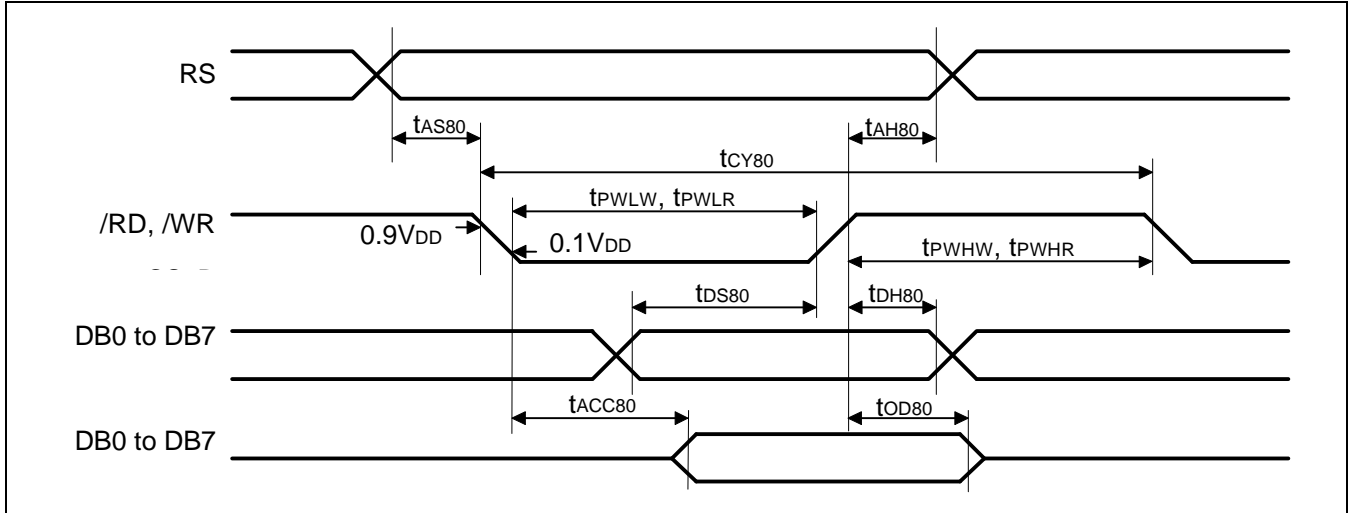 RS
tAS80
tAH80
tCY80
/RD, /WR
tPWLW, tPWLR
0.9VDD
0.1VDD
tPWHW, tPWHR
tDS80
tDH80
DB0 to DB7
tACC80
tOD80
DB0 to DB7